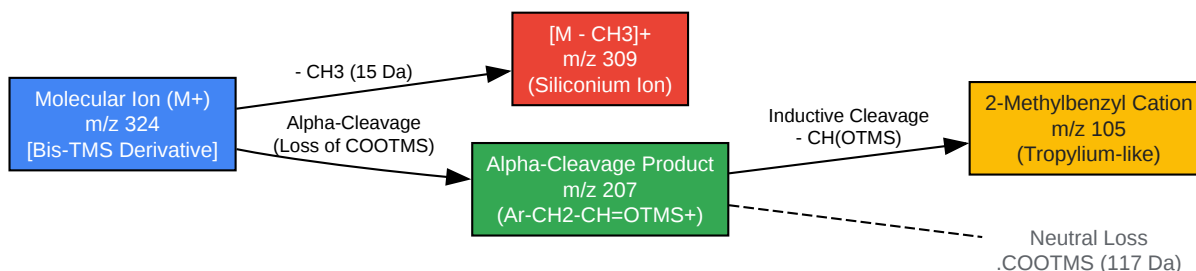 Molecular Ion (M+)
m/z 324
[Bis-TMS Derivative]
- CH3 (15 Da)
Alpha-Cleavage
(Loss of COOTMS)
[M - CH3]+
m/z 309
(Siliconium Ion)
Alpha-Cleavage Product
m/z 207
(Ar-CH2-CH=OTMS+)
Inductive Cleavage
- CH(OTMS)
2-Methylbenzyl Cation
m/z 105
(Tropylium-like)
Neutral Loss
.COOTMS (117 Da)